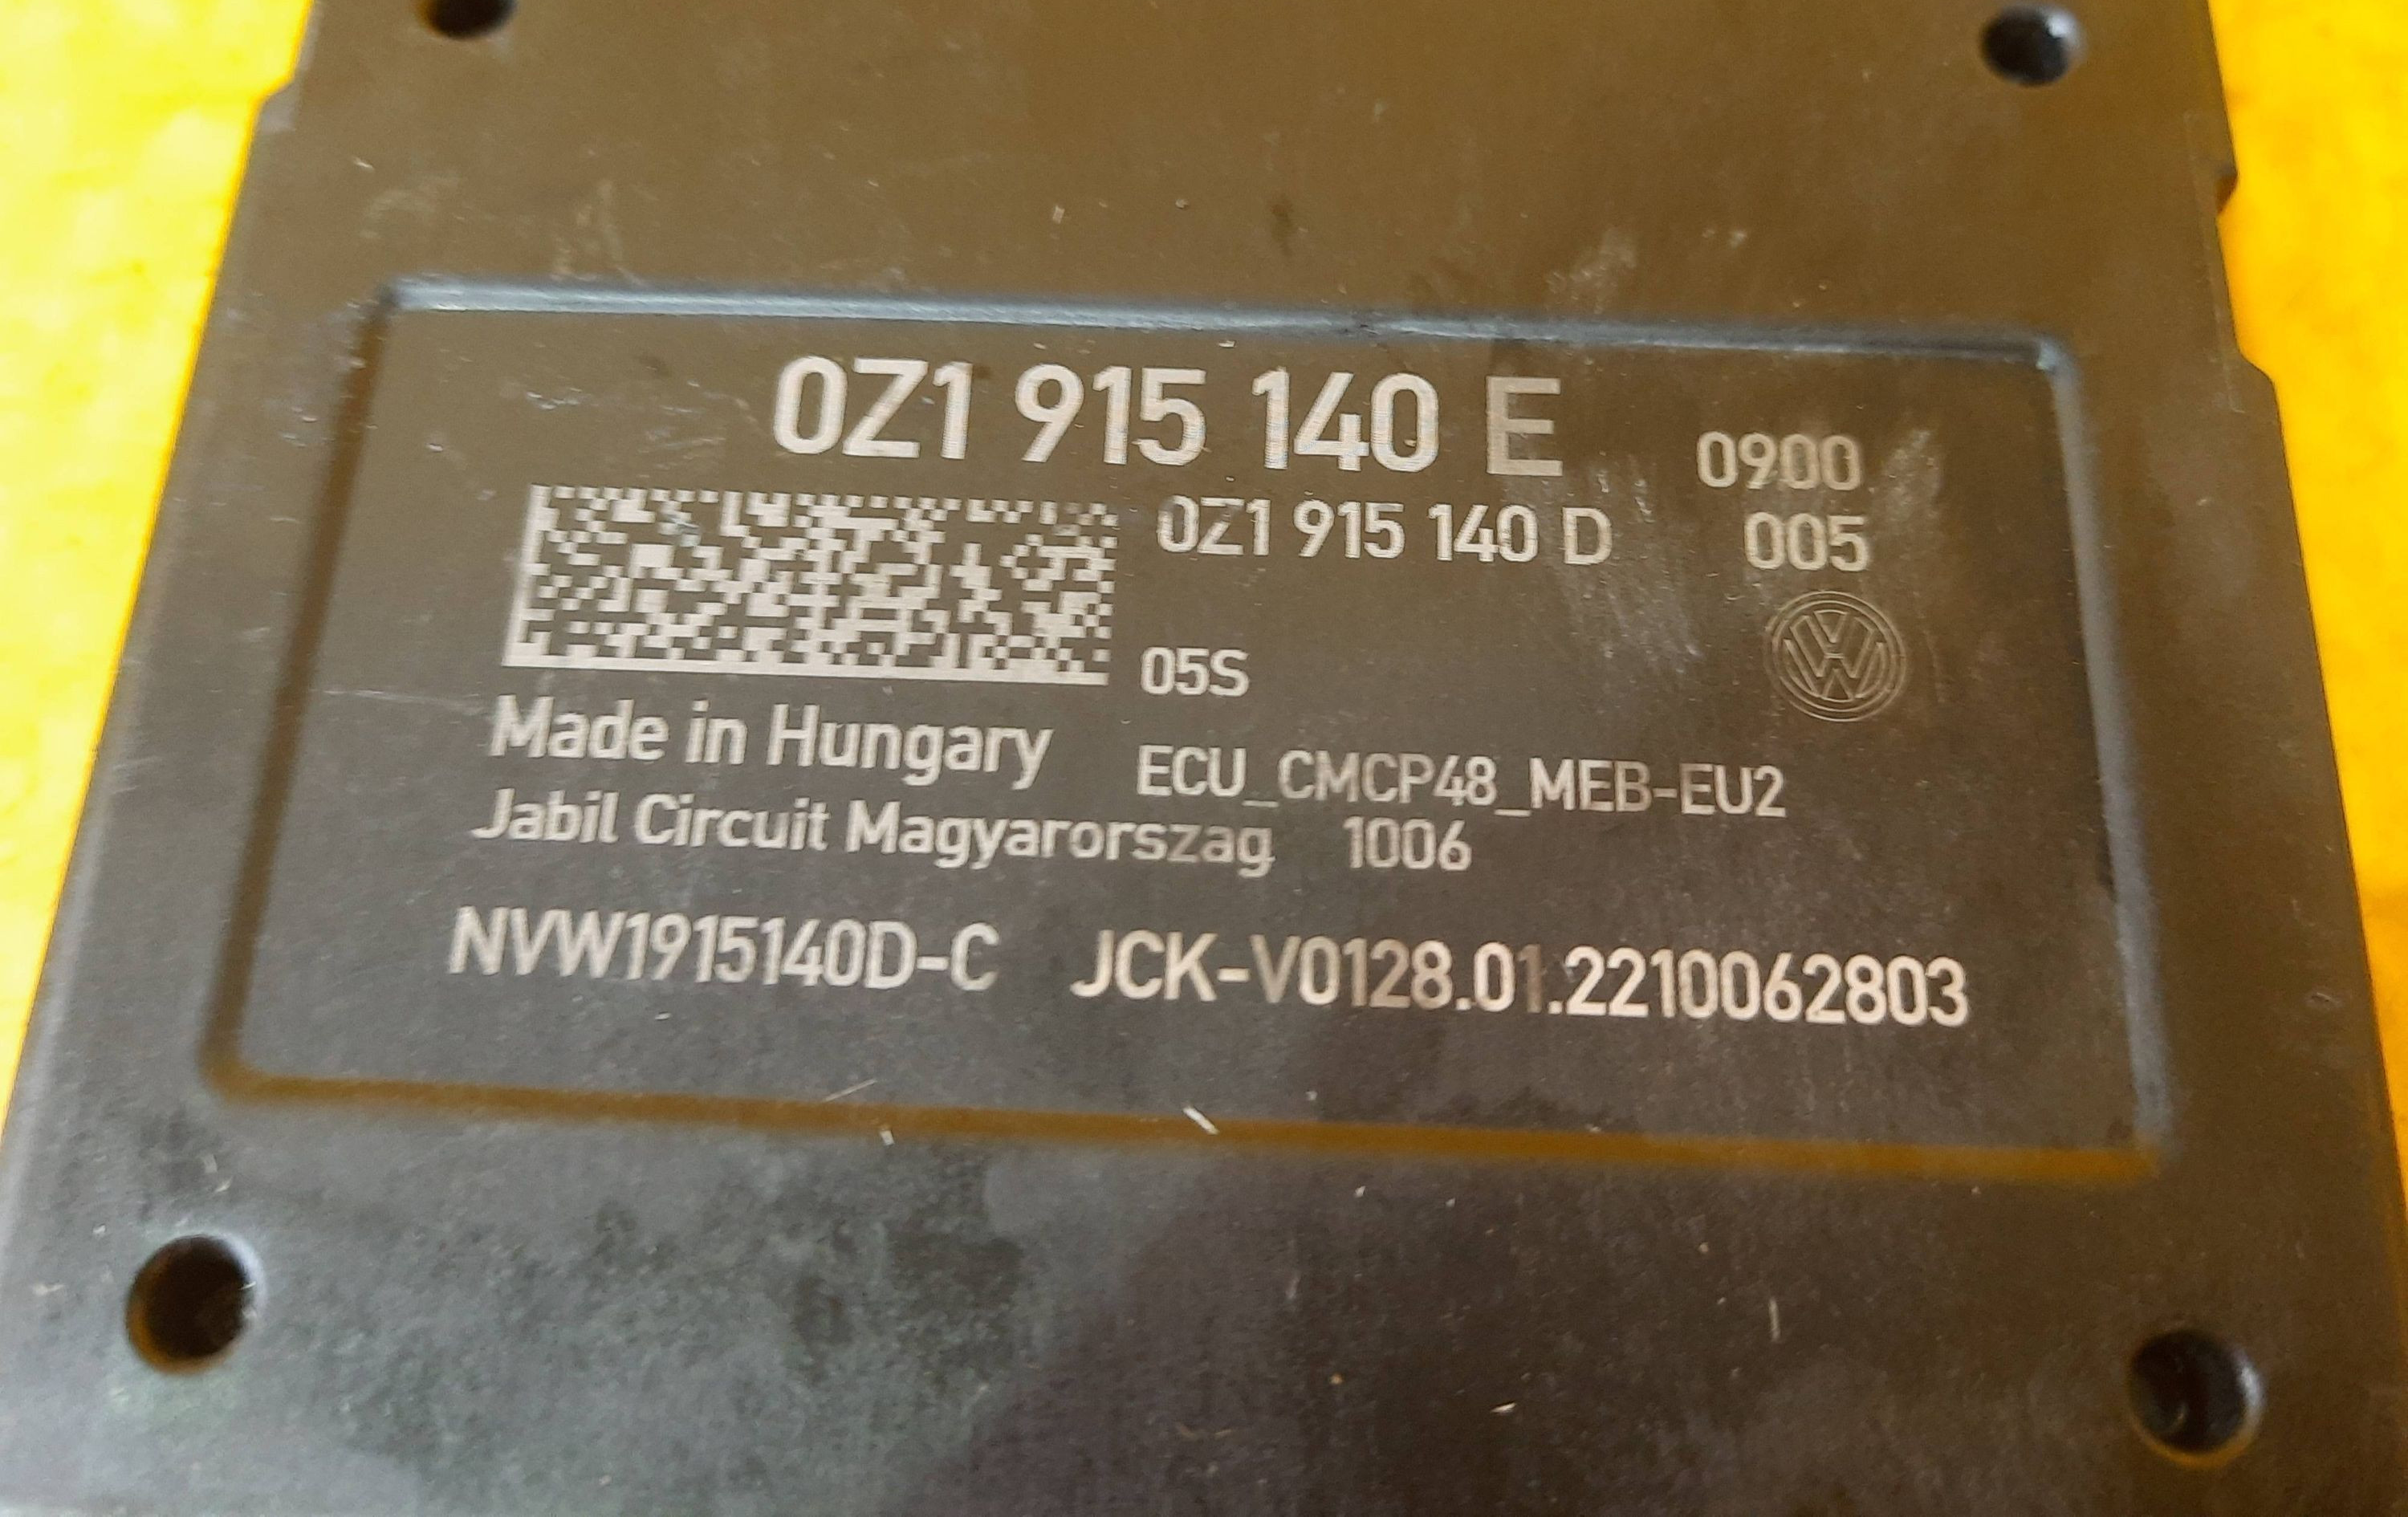 0Z1 915 140 E 0900
0Z1 915 140 D 005
05S
Made in Hungary ECU_CMCP48_MEB-EU2
Jabil Circuit Magyarorszag 1006
NVW1915140D-C JCK-V0128.01.2210062803